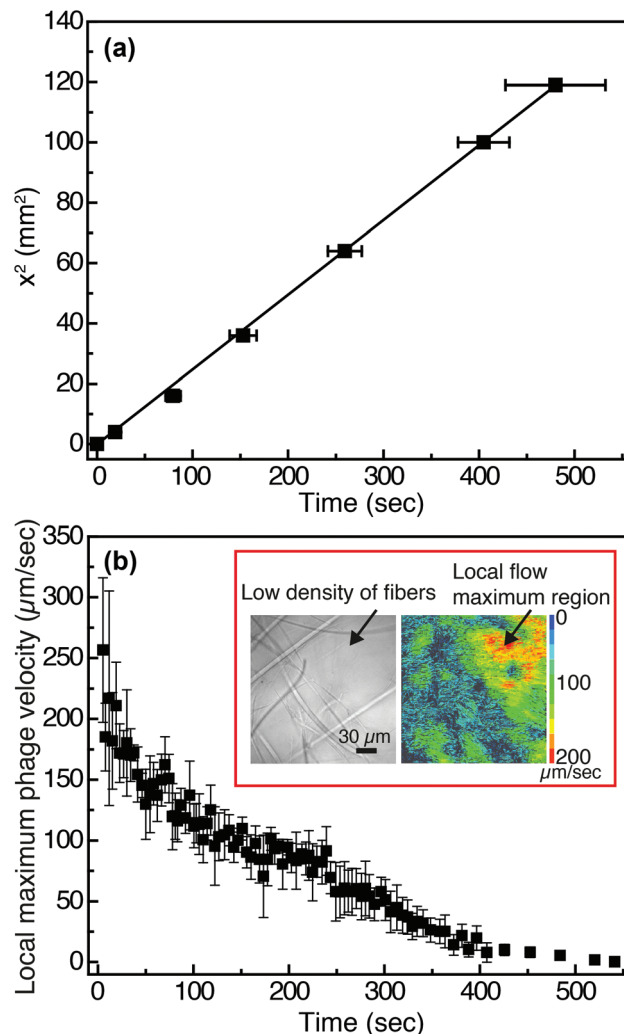 140
(a)
120
100
80
60
40
20
0
x² (mm²)
0 100 200 300 400 500
Time (sec)
350
(b)
300
250
200
150
100
50
0
Local maximum phage velocity (µm/sec)
Low density of fibers
Local flow
maximum region
30 µm
0
100
200
µm/sec
0 100 200 300 400 500
Time (sec)